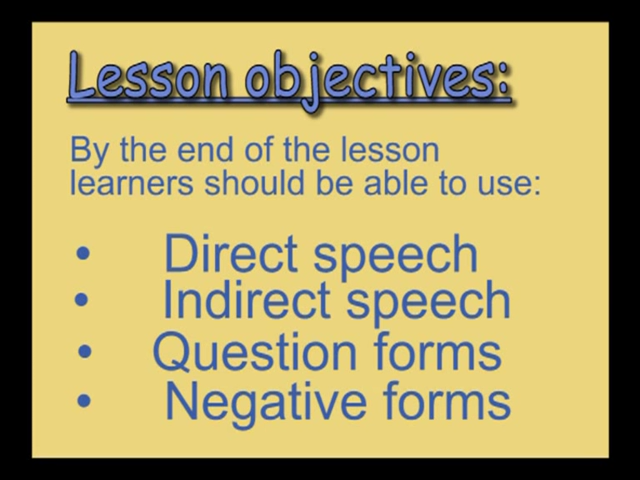 Lesson objectives:
By the end of the lesson
learners should be able to use:
• Direct speech
• Indirect speech
• Question forms
• Negative forms